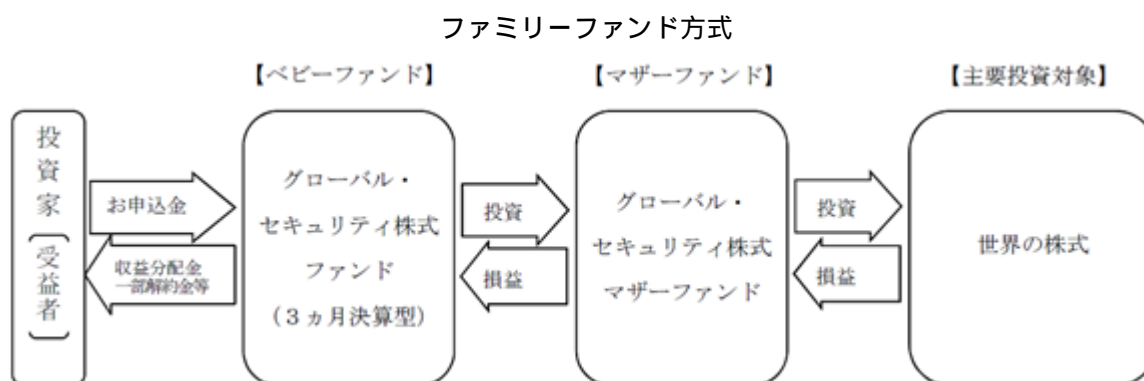 ファミリーファンド方式
【ベビーファンド】
【マザーファンド】
【主要投資対象】
投資家(受益者)
お申込金
収益分配金
一部解約金等
グローバル・
セキュリティ株式
ファンド
(3ヵ月決算型)
投資
損益
グローバル・
セキュリティ株式
マザーファンド
投資
損益
世界の株式